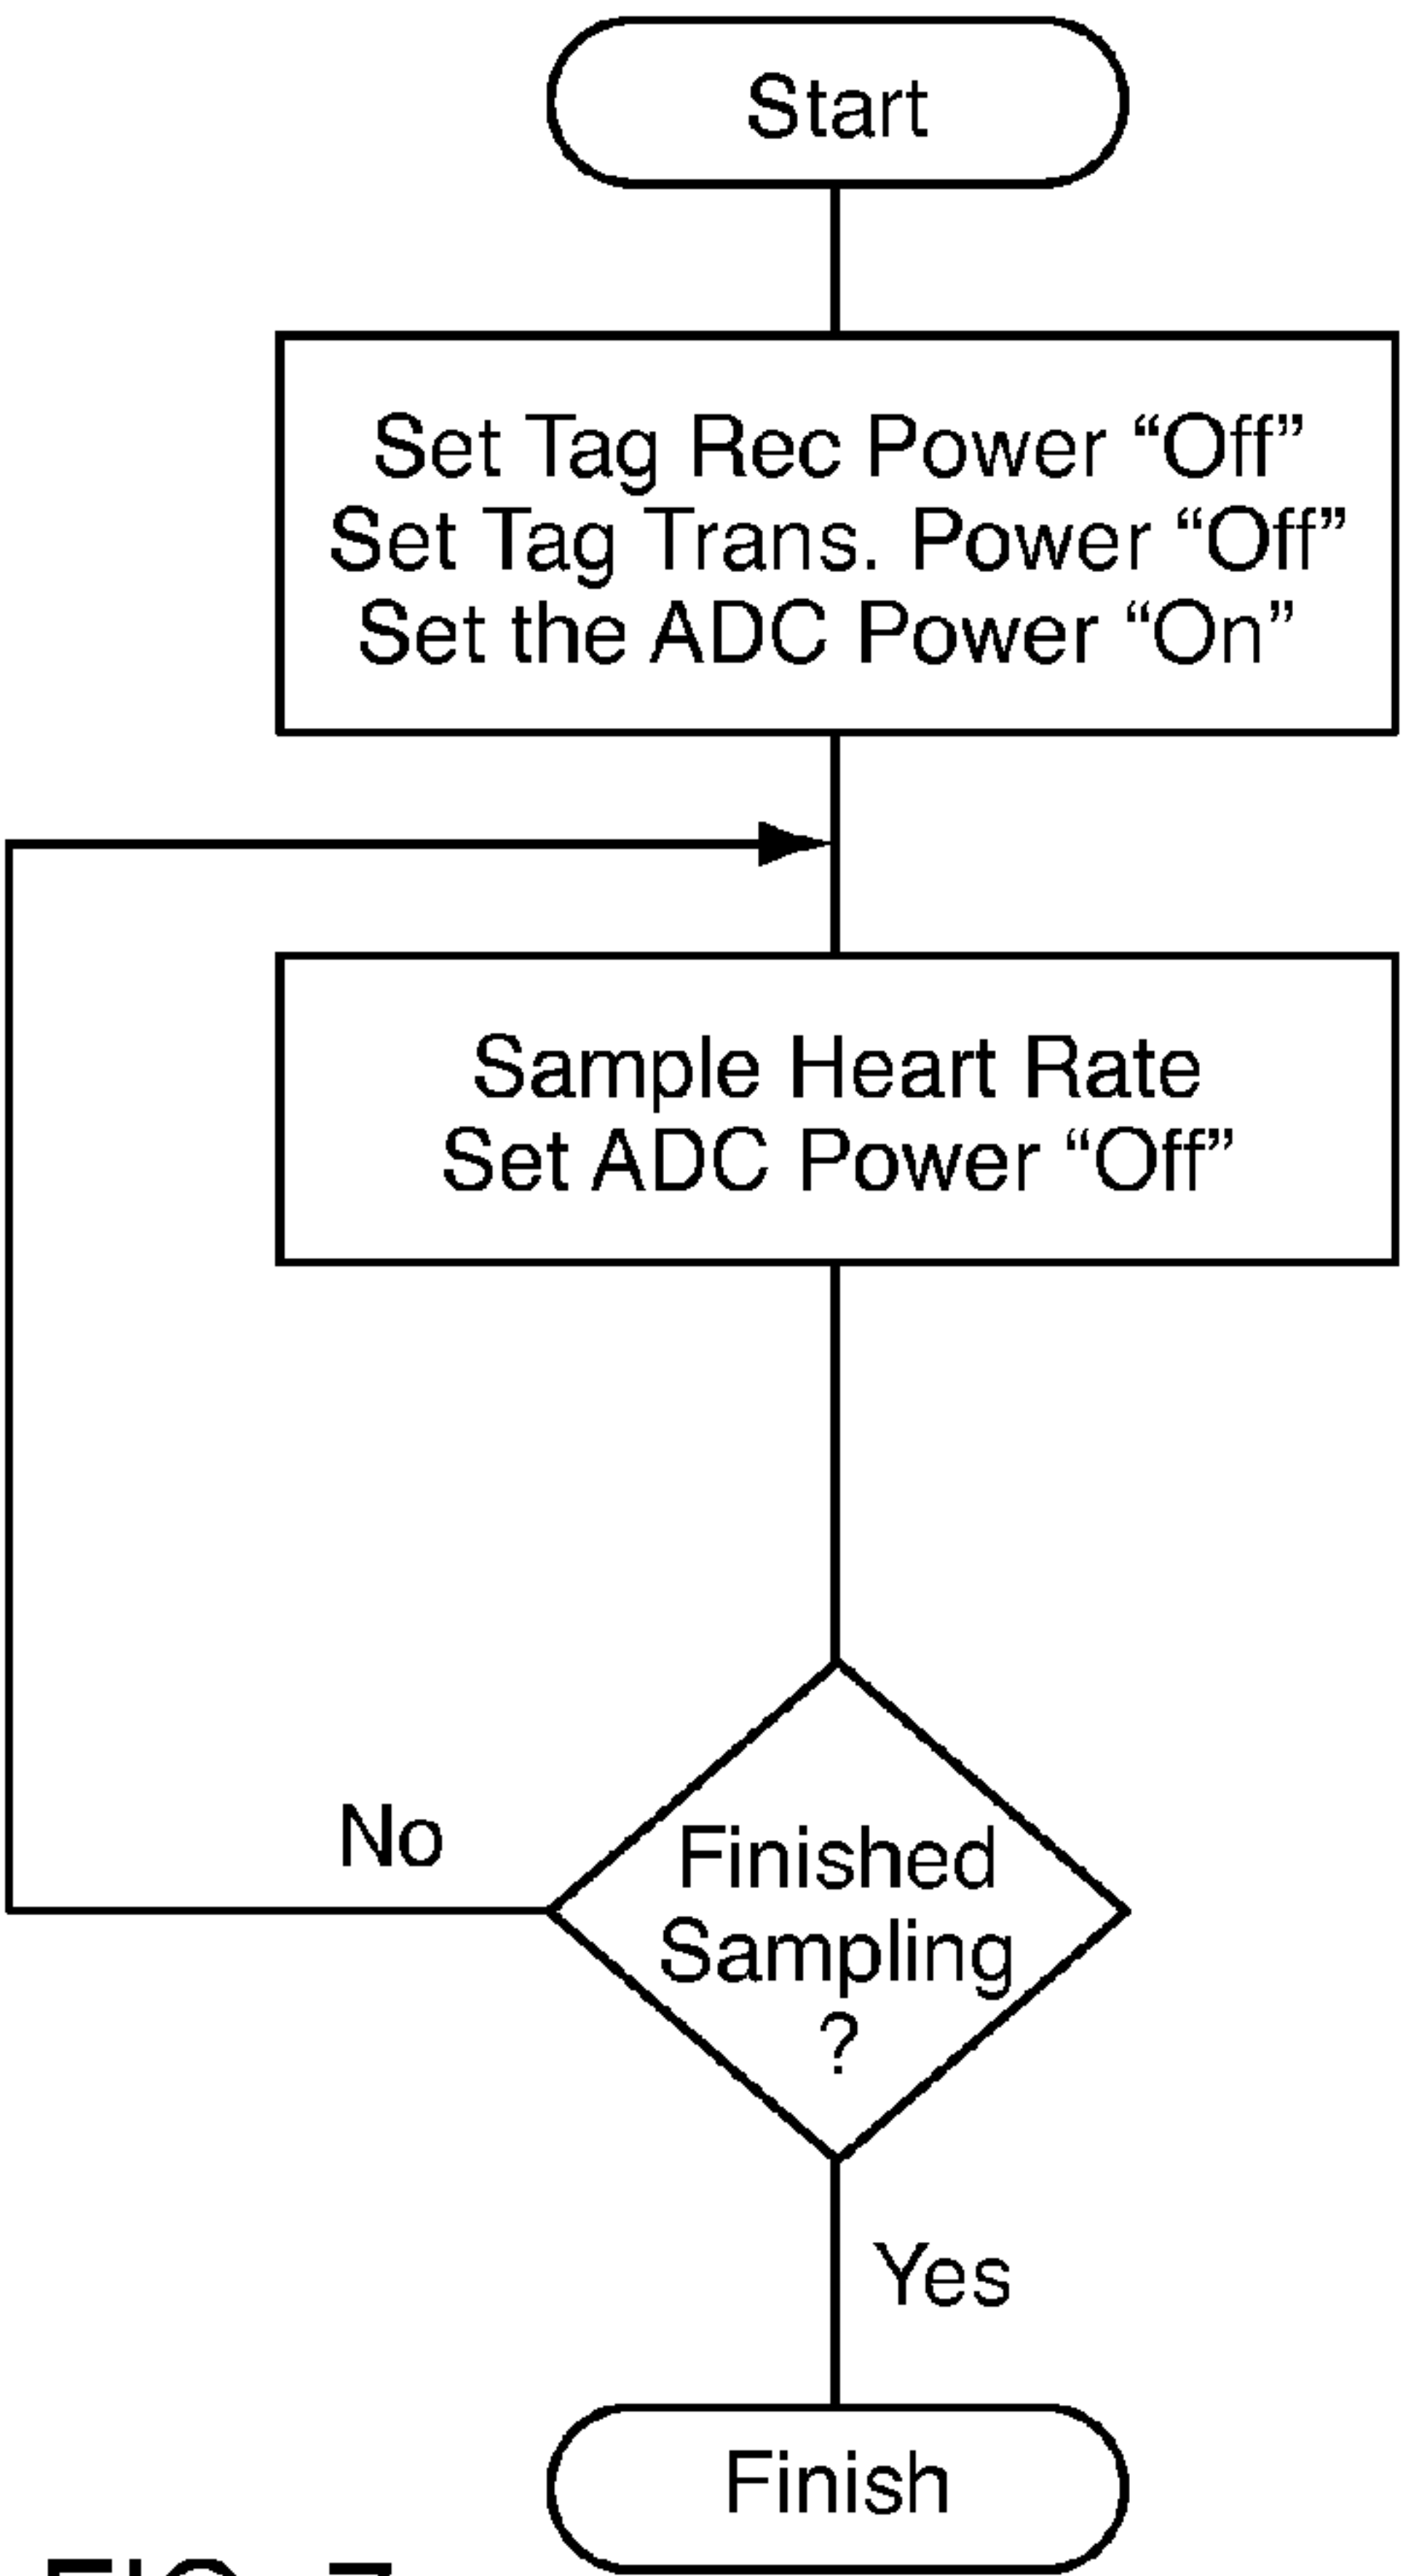 Start
Set Tag Rec Power “Off”
Set Tag Trans. Power “Off”
Set the ADC Power “On”
Sample Heart Rate
Set ADC Power “Off”
No
Finished
Sampling
?
Yes
Finish